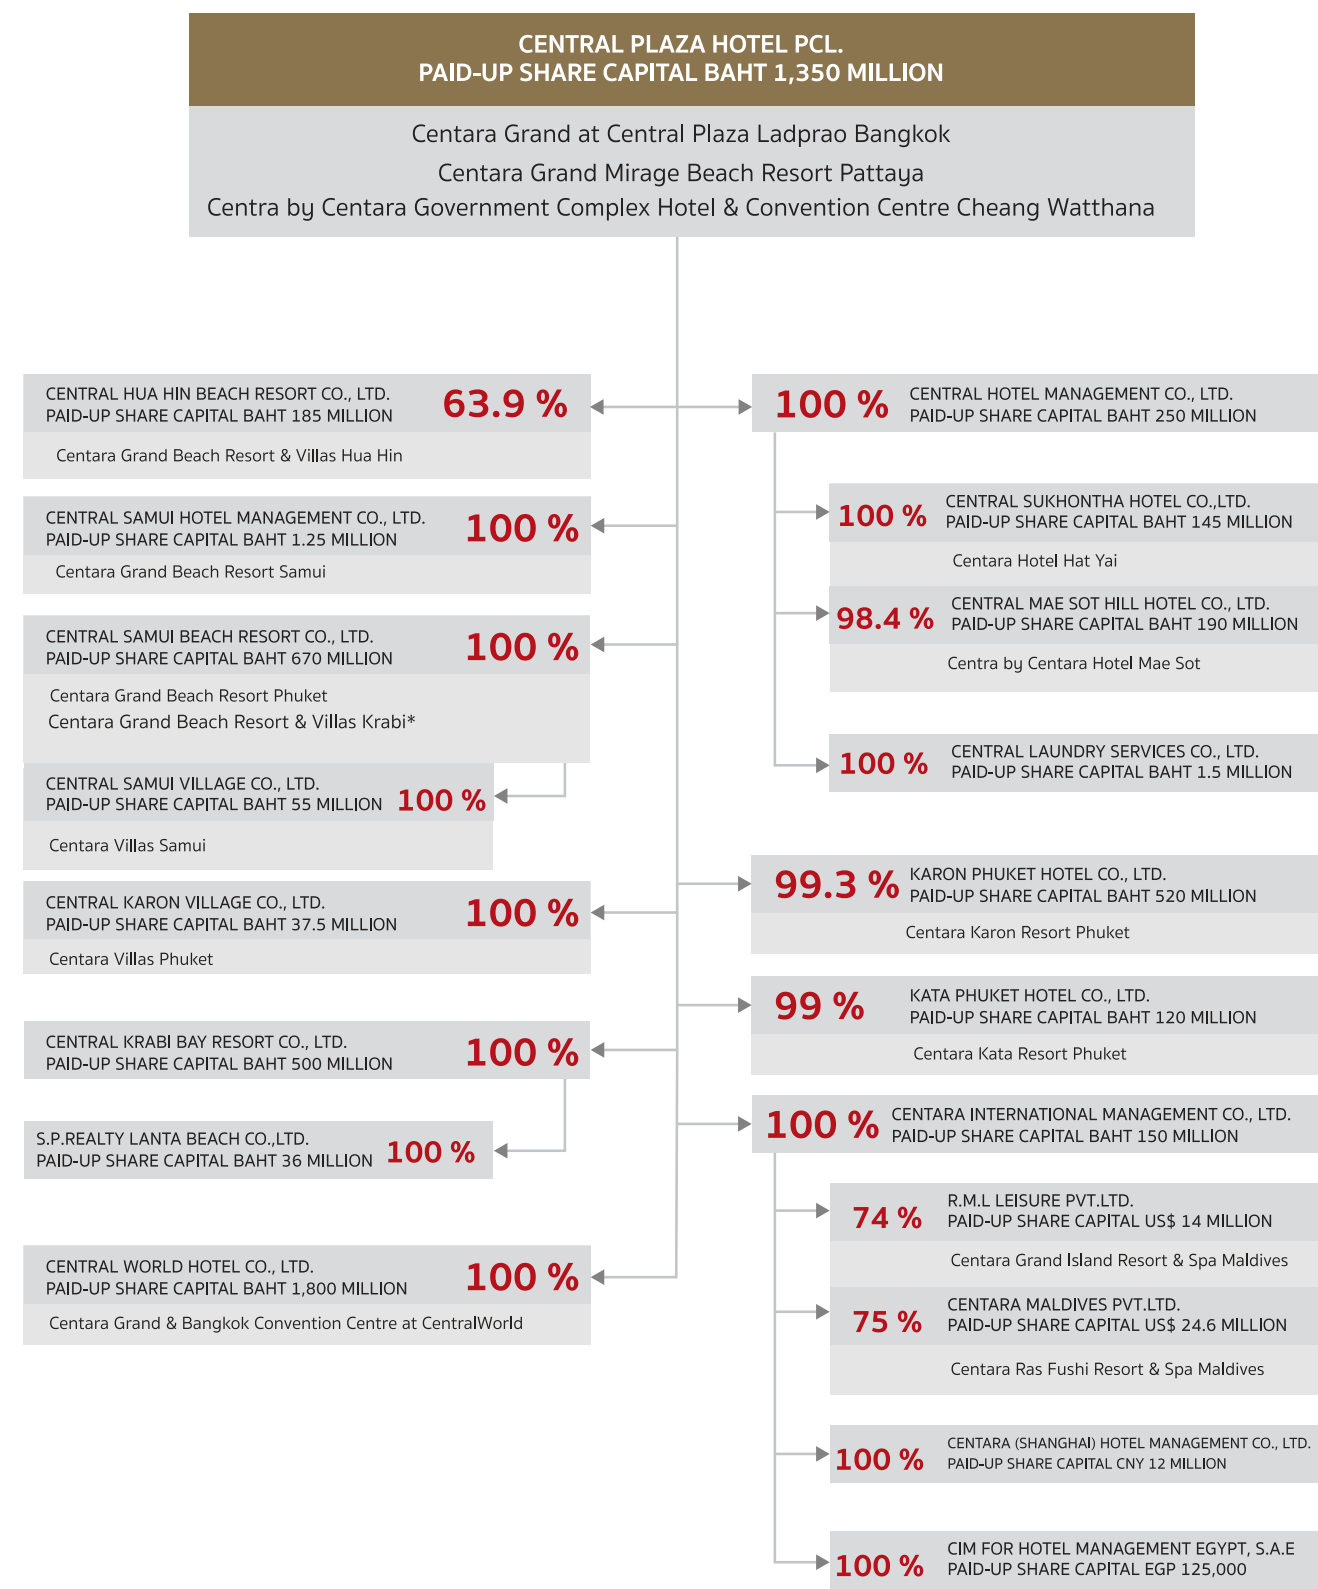 CENTRAL PLAZA HOTEL PCL.
PAID-UP SHARE CAPITAL BAHT 1,350 MILLION
Centara Grand at Central Plaza Ladprao Bangkok
Centara Grand Mirage Beach Resort Pattaya
Centra by Centara Government Complex Hotel & Convention Centre Cheang Watthana
CENTRAL HUA HIN BEACH RESORT CO., LTD.
PAID-UP SHARE CAPITAL BAHT 185 MILLION
63.9 %
Centara Grand Beach Resort & Villas Hua Hin
CENTRAL SAMUI HOTEL MANAGEMENT CO., LTD.
PAID-UP SHARE CAPITAL BAHT 1.25 MILLION
100 %
Centara Grand Beach Resort Samui
CENTRAL SAMUI BEACH RESORT CO., LTD.
PAID-UP SHARE CAPITAL BAHT 670 MILLION
100 %
Centara Grand Beach Resort Phuket
Centara Grand Beach Resort & Villas Krabi*
CENTRAL SAMUI VILLAGE CO., LTD.
PAID-UP SHARE CAPITAL BAHT 55 MILLION
100 %
Centara Villas Samui
CENTRAL KARON VILLAGE CO., LTD.
PAID-UP SHARE CAPITAL BAHT 37.5 MILLION
100 %
Centara Villas Phuket
CENTRAL KRABI BAY RESORT CO., LTD.
PAID-UP SHARE CAPITAL BAHT 500 MILLION
100 %
S.P.REALTY LANTA BEACH CO.,LTD.
PAID-UP SHARE CAPITAL BAHT 36 MILLION
100 %
CENTRAL WORLD HOTEL CO., LTD.
PAID-UP SHARE CAPITAL BAHT 1,800 MILLION
100 %
Centara Grand & Bangkok Convention Centre at CentralWorld
100 %
CENTRAL HOTEL MANAGEMENT CO., LTD.
PAID-UP SHARE CAPITAL BAHT 250 MILLION
100 %
CENTRAL SUKHONTHA HOTEL CO.,LTD.
PAID-UP SHARE CAPITAL BAHT 145 MILLION
Centara Hotel Hat Yai
98.4 %
CENTRAL MAE SOT HILL HOTEL CO., LTD.
PAID-UP SHARE CAPITAL BAHT 190 MILLION
Centra by Centara Hotel Mae Sot
100 %
CENTRAL LAUNDRY SERVICES CO., LTD.
PAID-UP SHARE CAPITAL BAHT 1.5 MILLION
99.3 %
KARON PHUKET HOTEL CO., LTD.
PAID-UP SHARE CAPITAL BAHT 520 MILLION
Centara Karon Resort Phuket
99 %
KATA PHUKET HOTEL CO., LTD.
PAID-UP SHARE CAPITAL BAHT 120 MILLION
Centara Kata Resort Phuket
100 %
CENTARA INTERNATIONAL MANAGEMENT CO., LTD.
PAID-UP SHARE CAPITAL BAHT 150 MILLION
74 %
R.M.L LEISURE PVT.LTD.
PAID-UP SHARE CAPITAL US$ 14 MILLION
Centara Grand Island Resort & Spa Maldives
75 %
CENTARA MALDIVES PVT.LTD.
PAID-UP SHARE CAPITAL US$ 24.6 MILLION
Centara Ras Fushi Resort & Spa Maldives
100 %
CENTARA (SHANGHAI) HOTEL MANAGEMENT CO., LTD.
PAID-UP SHARE CAPITAL CNY 12 MILLION
100 %
CIM FOR HOTEL MANAGEMENT EGYPT, S.A.E
PAID-UP SHARE CAPITAL EGP 125,000